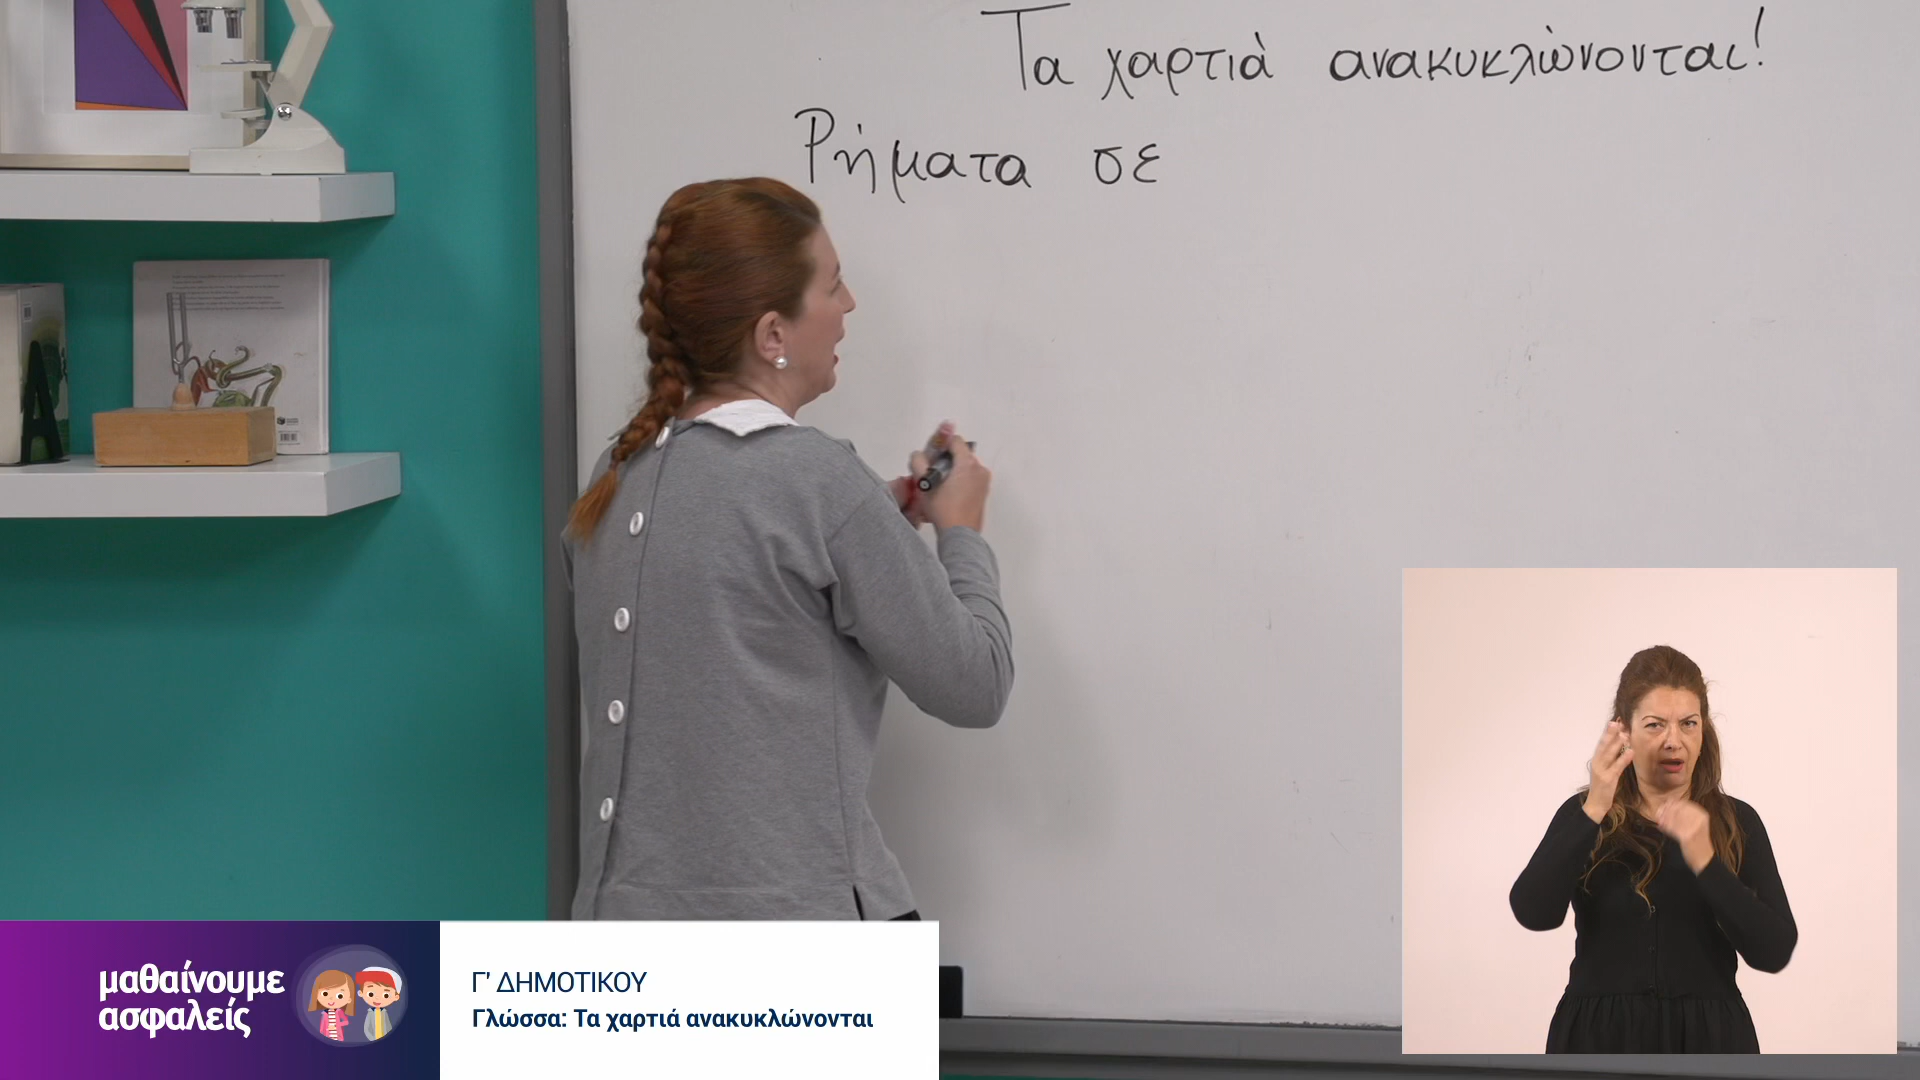 Τα χαρτιά ανακυκλώνονται!
Ρήματα σε
Α
μαθαίνουμε
ασφαλείς
Γ' ΔΗΜΟΤΙΚΟΥ
Γλώσσα: Τα χαρτιά ανακυκλώνονται